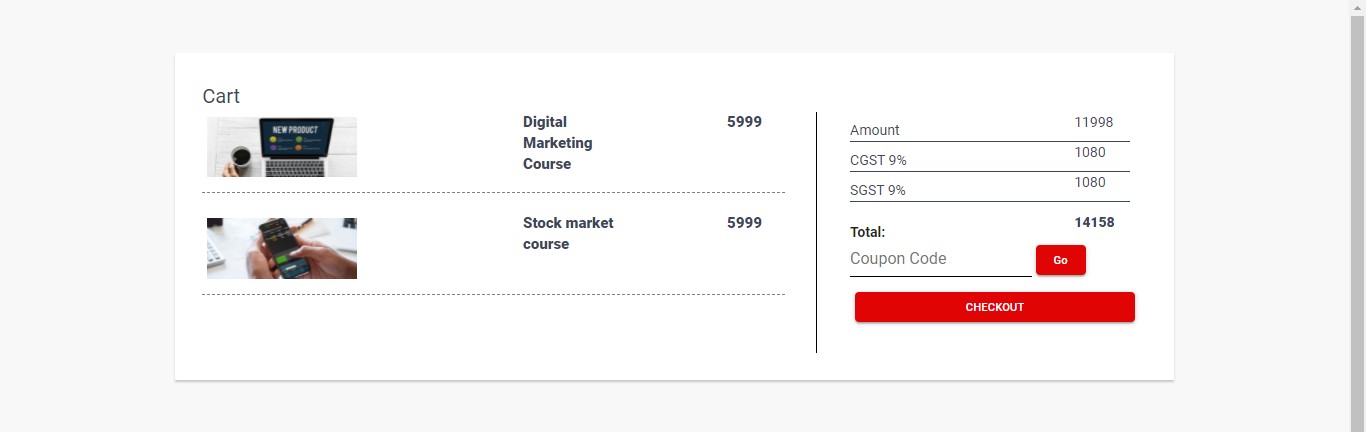 Cart
NEW PRODUCT
Digital
Marketing
Course
5999
Stock market
course
5999
Amount
11998
CGST 9%
1080
SGST 9%
1080
Total:
14158
Coupon Code
Go
CHECKOUT